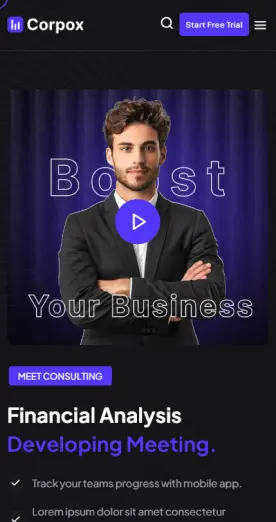 Corpox
Start Free Trial
Boost
Your Business
MEET CONSULTING
Financial Analysis
Developing Meeting.
Track your teams progress with mobile app.
Lorem ipsum dolor sit amet consectetur